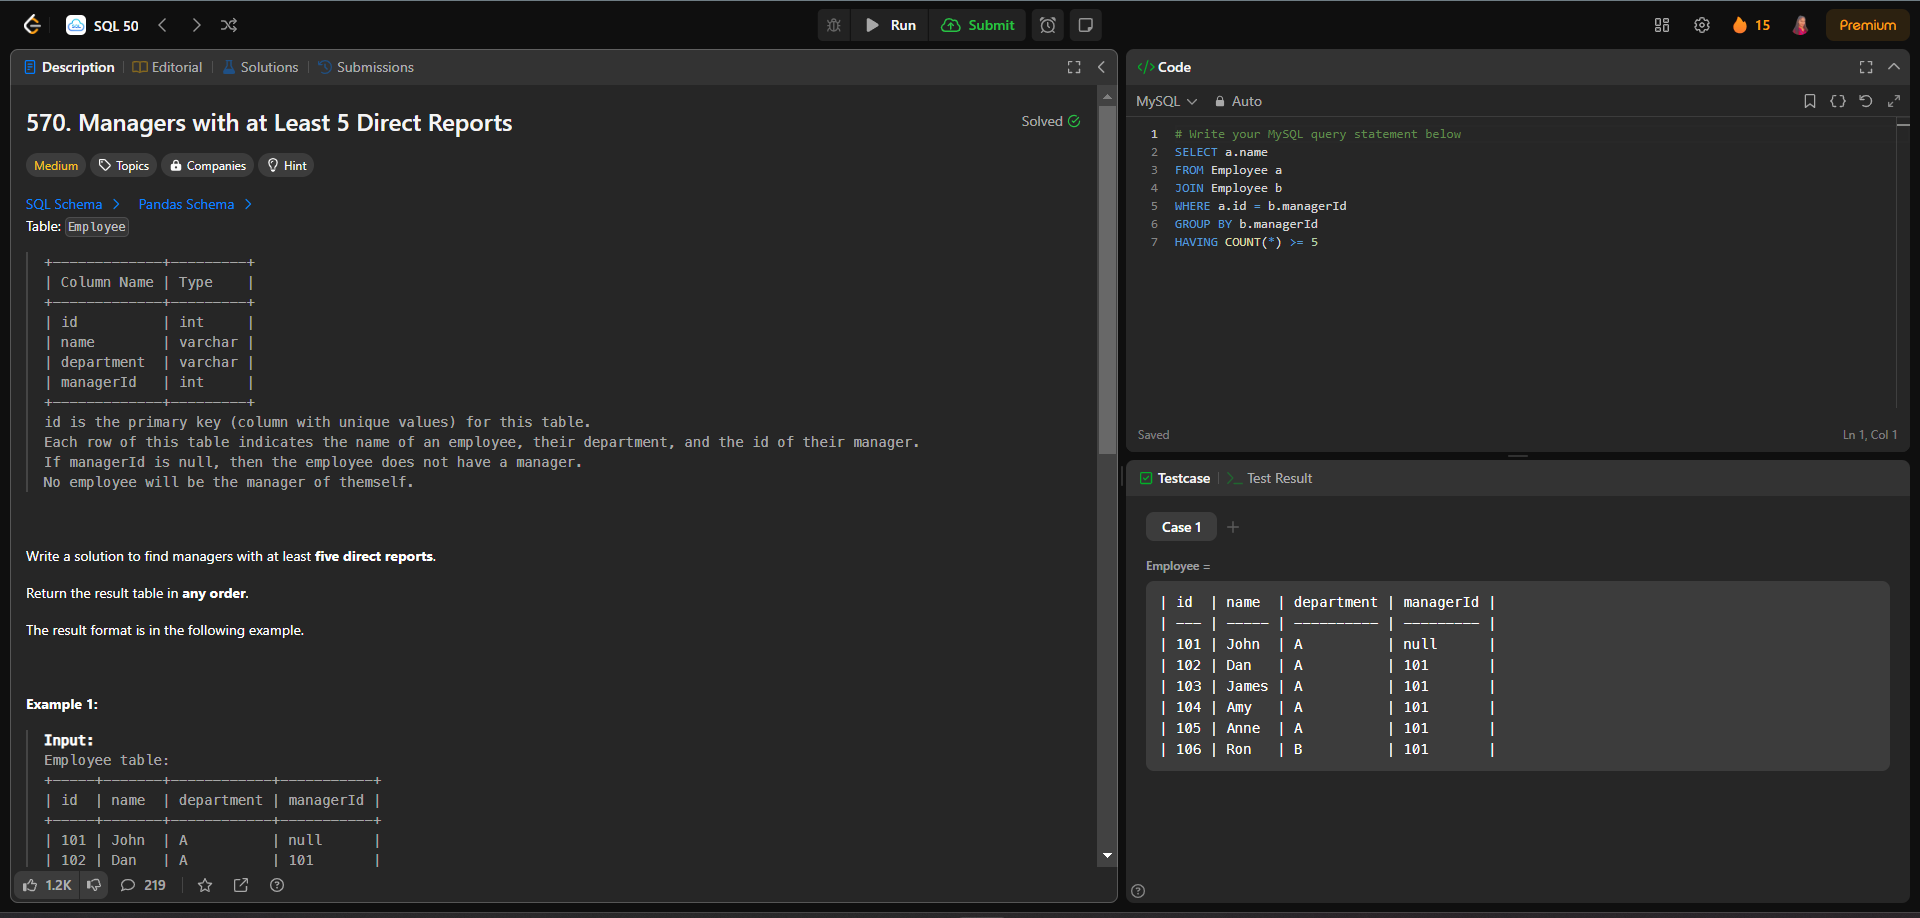 SQL 50
Run
Submit
15
Premium
Description
Editorial
Solutions
Submissions
570. Managers with at Least 5 Direct Reports
Solved
Medium
Topics
Companies
Hint
SQL Schema
Pandas Schema
Table: Employee
+-------------+---------+
| Column Name | Type    |
+-------------+---------+
| id          | int     |
| name        | varchar |
| department  | varchar |
| managerId   | int     |
+-------------+---------+
id is the primary key (column with unique values) for this table.
Each row of this table indicates the name of an employee, their department, and the id of their manager.
If managerId is null, then the employee does not have a manager.
No employee will be the manager of themself.
Write a solution to find managers with at least five direct reports.
Return the result table in any order.
The result format is in the following example.
Example 1:
Input:
Employee table:
+-----+-------+------------+-----------+
| id  | name  | department | managerId |
+-----+-------+------------+-----------+
| 101 | John  | A          | null      |
| 102 | Dan   | A          | 101       |
1.2K
219
Code
MySQL
Auto
1 # Write your MySQL query statement below
2 SELECT a.name
3 FROM Employee a
4 JOIN Employee b
5 WHERE a.id = b.managerId
6 GROUP BY b.managerId
7 HAVING COUNT(*) >= 5
Saved
Ln 1, Col 1
Testcase
Test Result
Case 1
Employee =
| id  | name  | department | managerId |
| --- | ----- | ---------- | --------- |
| 101 | John  | A          | null      |
| 102 | Dan   | A          | 101       |
| 103 | James | A          | 101       |
| 104 | Amy   | A          | 101       |
| 105 | Anne  | A          | 101       |
| 106 | Ron   | B          | 101       |